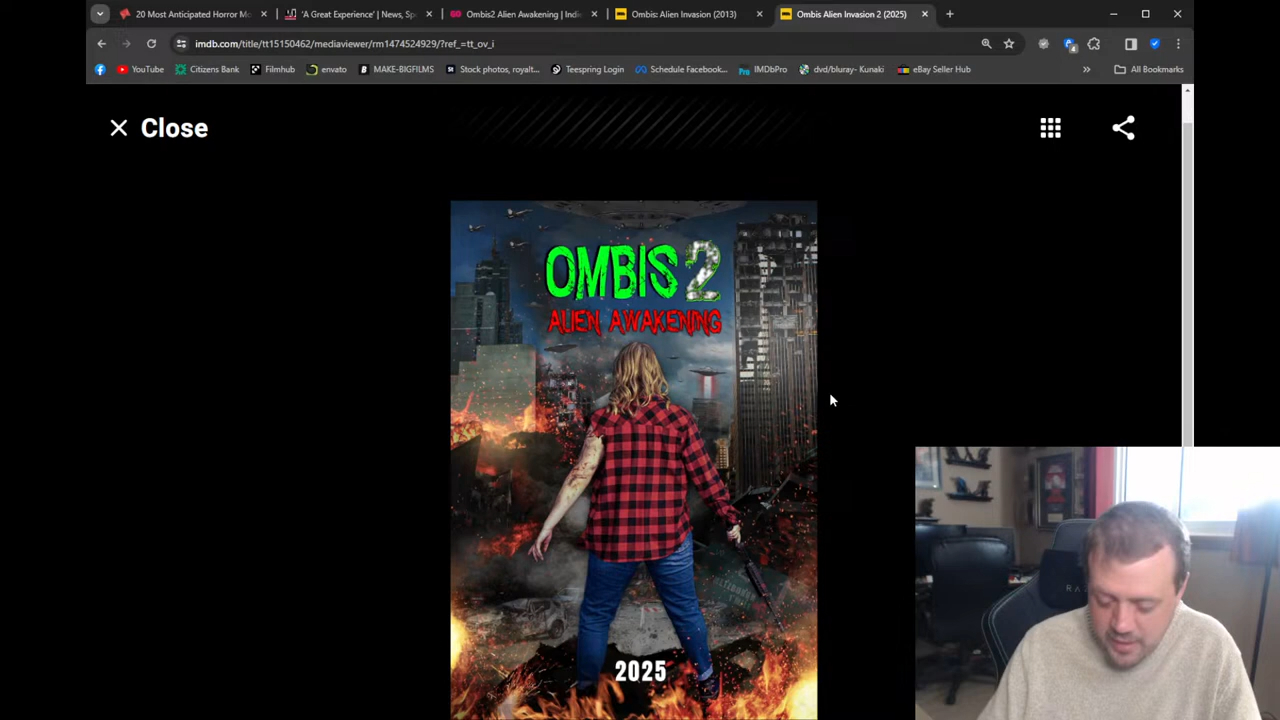 20 Most Anticipated Horror Mo
'A Great Experience' | News, Sp
Ombis2 Alien Awakening | Indie
Ombis: Alien Invasion (2013)
Ombis Alien Invasion 2 (2025)
imdb.com/title/tt15150462/mediaviewer/rm1474524929/?ref_=tt_ov_i
YouTube
Citizens Bank
Filmhub
envato
MAKE-BIGFILMS
Stock photos, royalt...
Teespring Login
Schedule Facebook...
IMDbPro
dvd/bluray- Kunaki
eBay Seller Hub
All Bookmarks
Close
OMBIS 2
ALIEN AWAKENING
2025